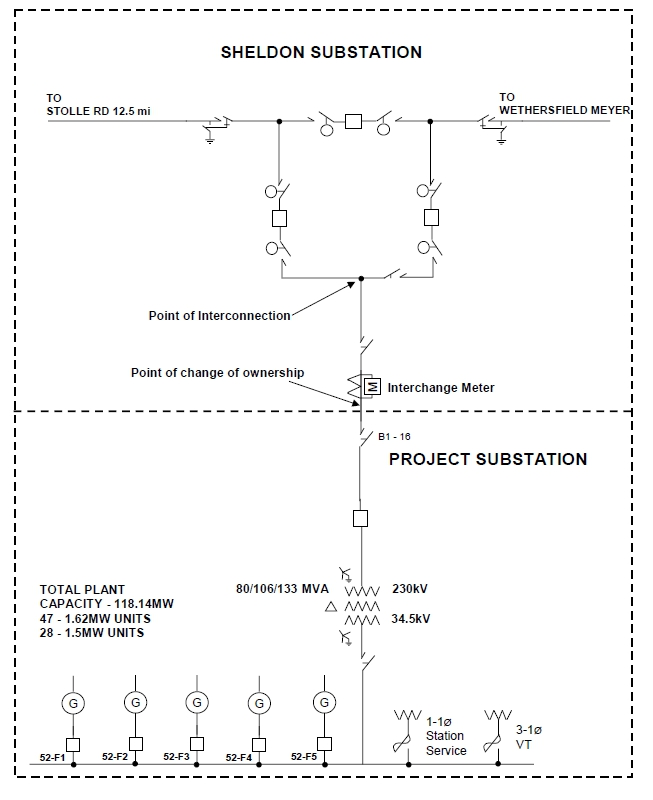 SHELDON SUBSTATION
TO
STOLLE RD 12.5 mi
TO
WETHERSFIELD MEYER
Point of Interconnection
Point of change of ownership
M
Interchange Meter
B1 - 16
PROJECT SUBSTATION
80/106/133 MVA
230kV
34.5kV
TOTAL PLANT
CAPACITY - 118.14MW
47 - 1.62MW UNITS
28 - 1.5MW UNITS
G
G
G
G
G
1-1ø
Station
Service
3-1ø
VT
52-F1
52-F2
52-F3
52-F4
52-F5